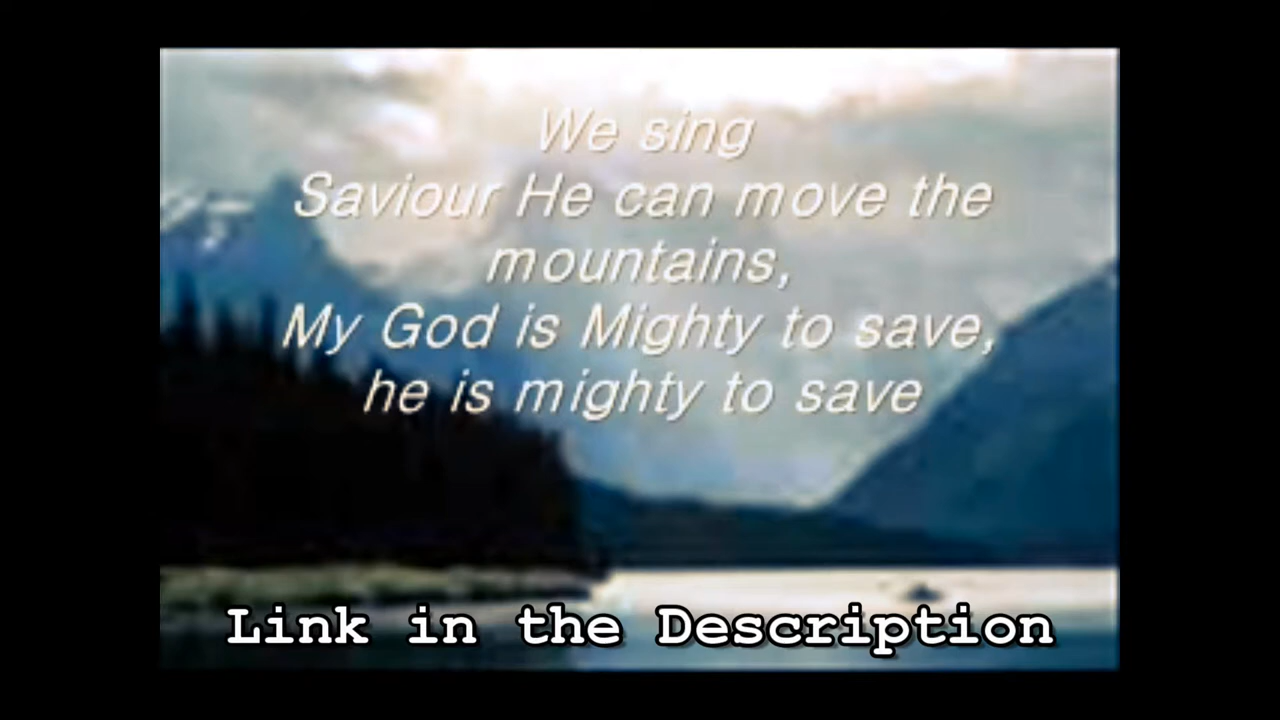 We sing
Saviour He can move the
mountains,
My God is Mighty to save,
he is mighty to save
Link in the Description